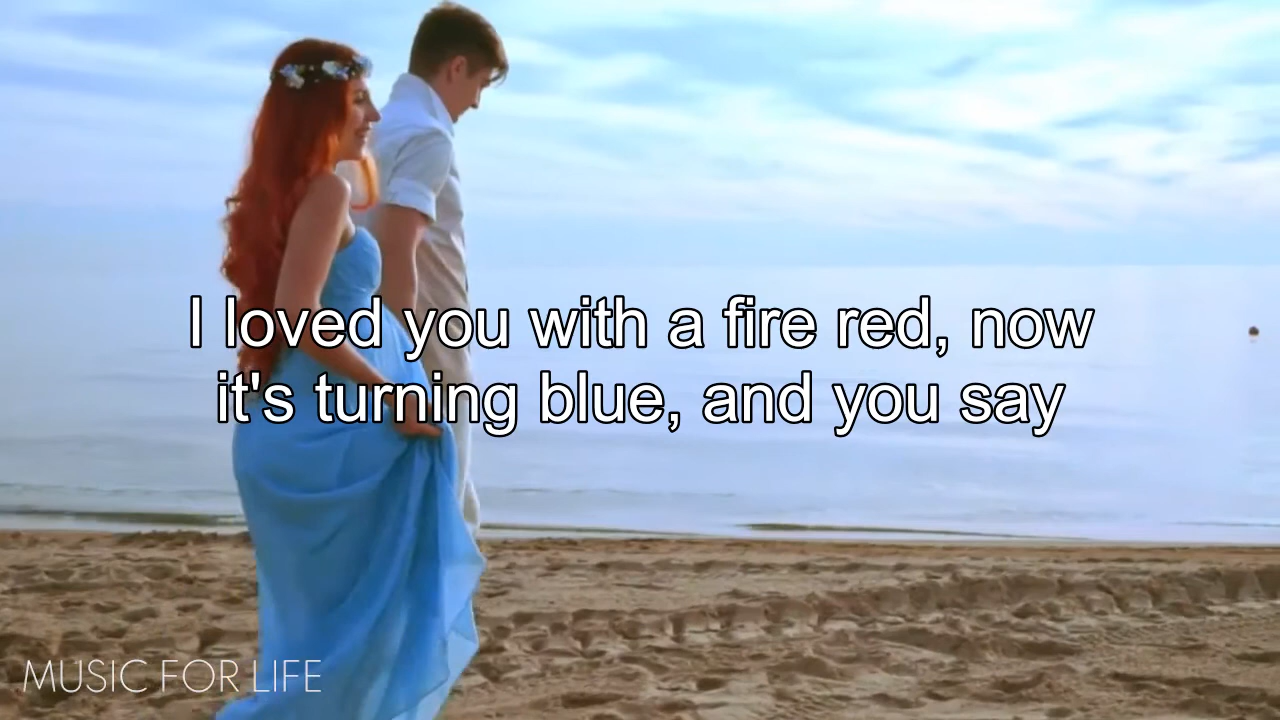 I loved you with a fire red, now
it's turning blue, and you say
MUSIC FOR LIFE